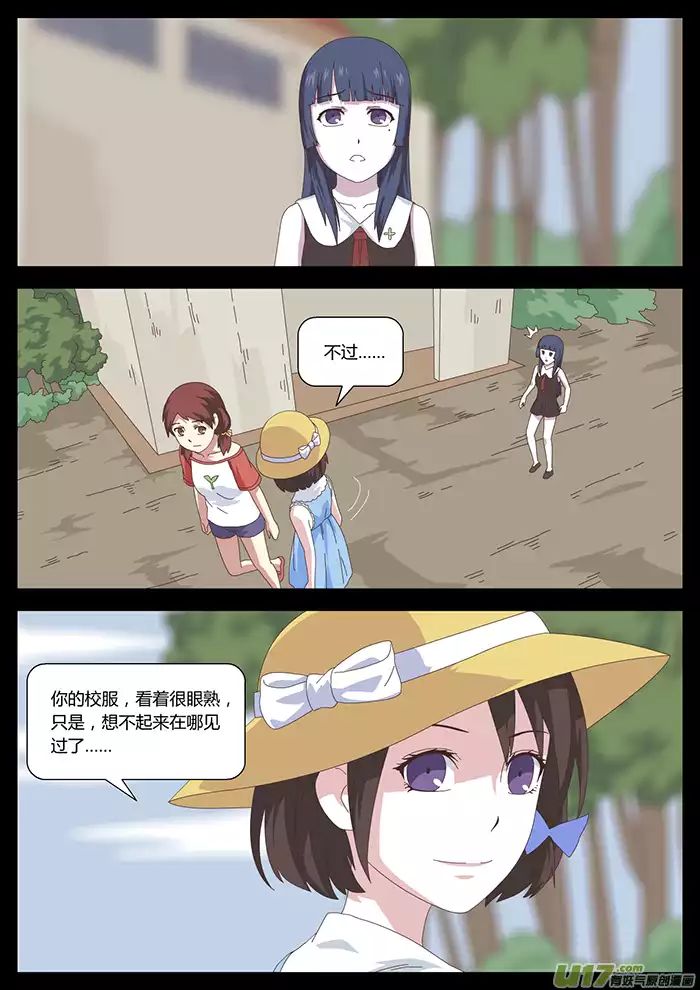 不过……
你的校服，看着很眼熟，
只是，想不起来在哪见
过了……
U17.com
有妖气原创漫画